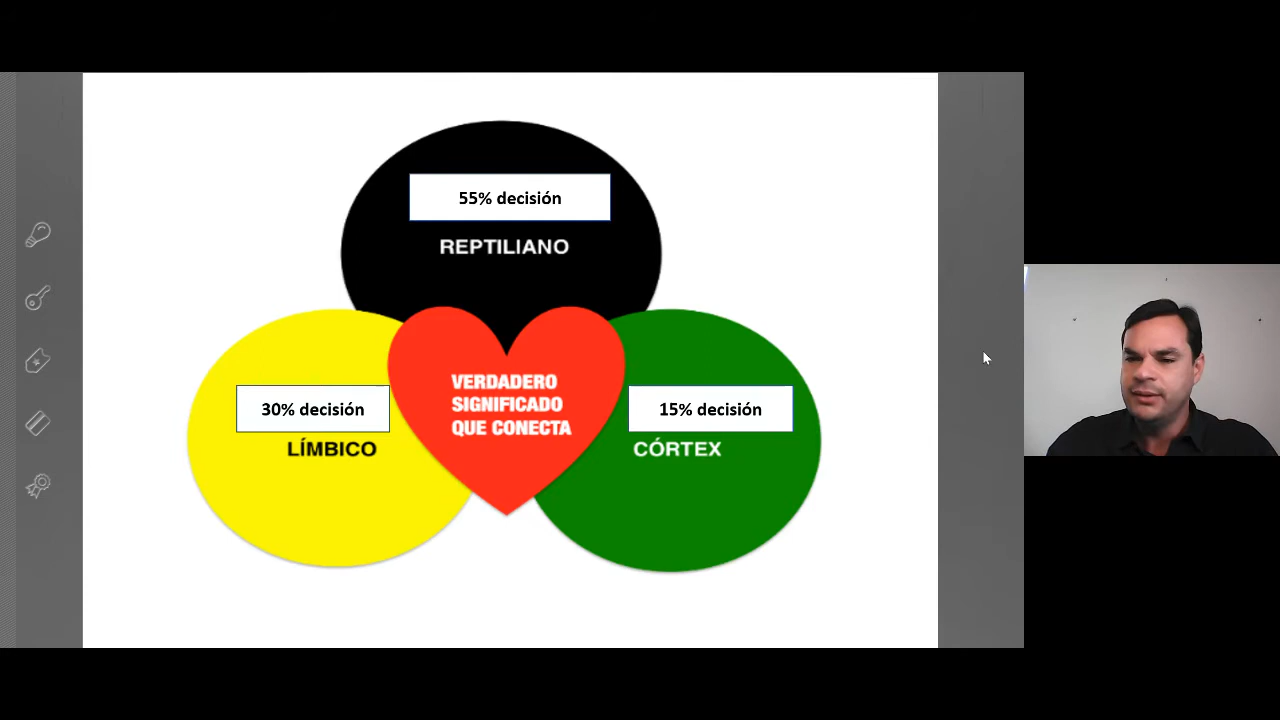 55% decisión
REPTILIANO
VERDADERO
SIGNIFICADO
QUE CONECTA
30% decisión
LÍMBICO
15% decisión
CÓRTEX